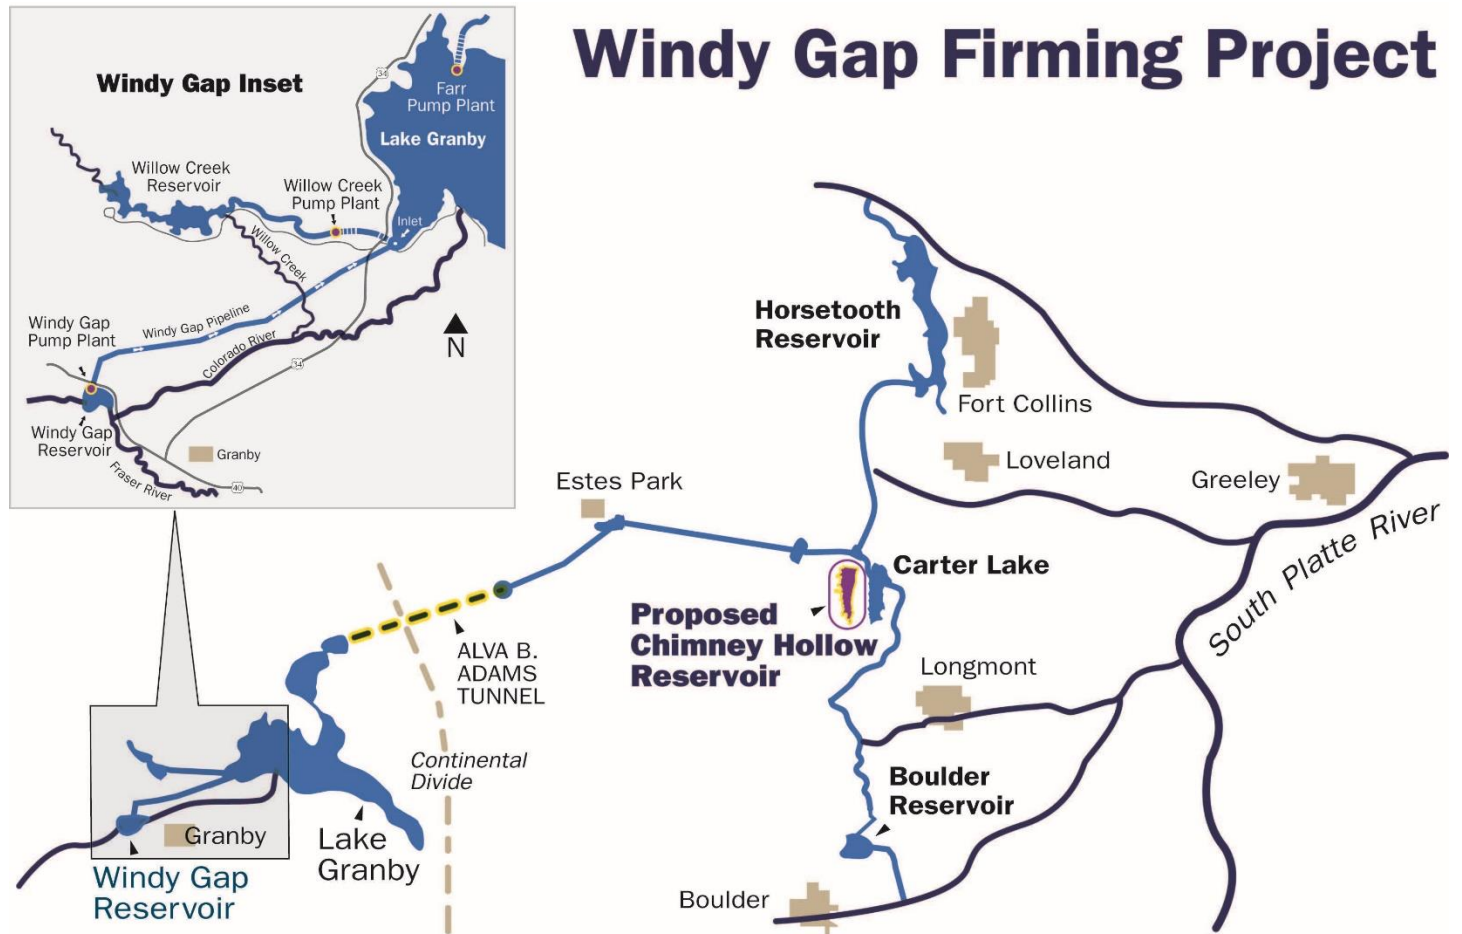 Windy Gap Firming Project
Windy Gap Inset
34
Farr
Pump Plant
Lake Granby
Willow Creek
Reservoir
Willow Creek
Pump Plant
Inlet
Willow Creek
Windy Gap
Pump Plant
Windy Gap Pipeline
Colorado River
N
34
Windy Gap
Reservoir
Granby
Fraser River
40
Horsetooth
Reservoir
Fort Collins
Loveland
Greeley
Estes Park
South Platte River
Carter Lake
Proposed
Chimney Hollow
Reservoir
ALVA B.
ADAMS
TUNNEL
Longmont
Continental
Divide
Boulder
Reservoir
Granby
Lake
Granby
Windy Gap
Reservoir
Boulder